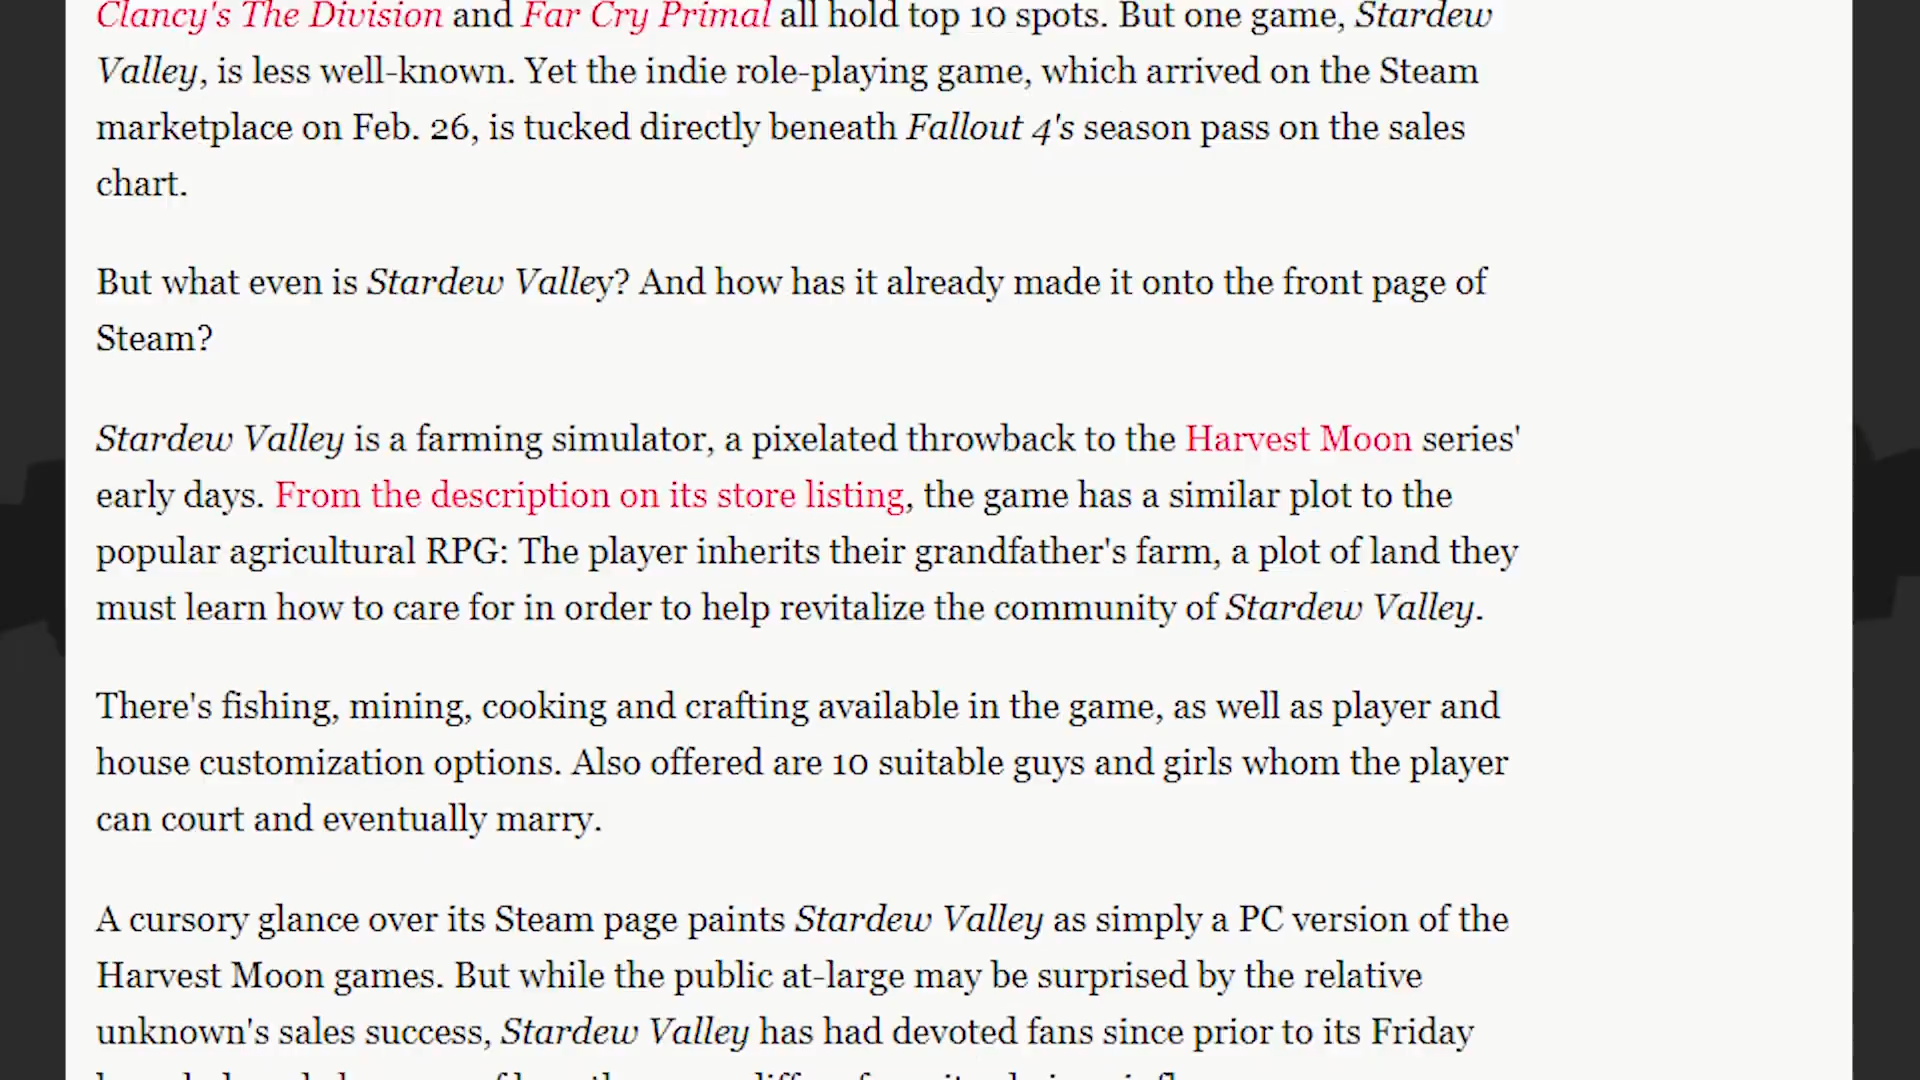 Clancy's The Division and Far Cry Primal all hold top 10 spots. But one game, Stardew
Valley, is less well-known. Yet the indie role-playing game, which arrived on the Steam
marketplace on Feb. 26, is tucked directly beneath Fallout 4's season pass on the sales
chart.
But what even is Stardew Valley? And how has it already made it onto the front page of
Steam?
Stardew Valley is a farming simulator, a pixelated throwback to the Harvest Moon series'
early days. From the description on its store listing, the game has a similar plot to the
popular agricultural RPG: The player inherits their grandfather's farm, a plot of land they
must learn how to care for in order to help revitalize the community of Stardew Valley.
There's fishing, mining, cooking and crafting available in the game, as well as player and
house customization options. Also offered are 10 suitable guys and girls whom the player
can court and eventually marry.
A cursory glance over its Steam page paints Stardew Valley as simply a PC version of the
Harvest Moon games. But while the public at-large may be surprised by the relative
unknown's sales success, Stardew Valley has had devoted fans since prior to its Friday